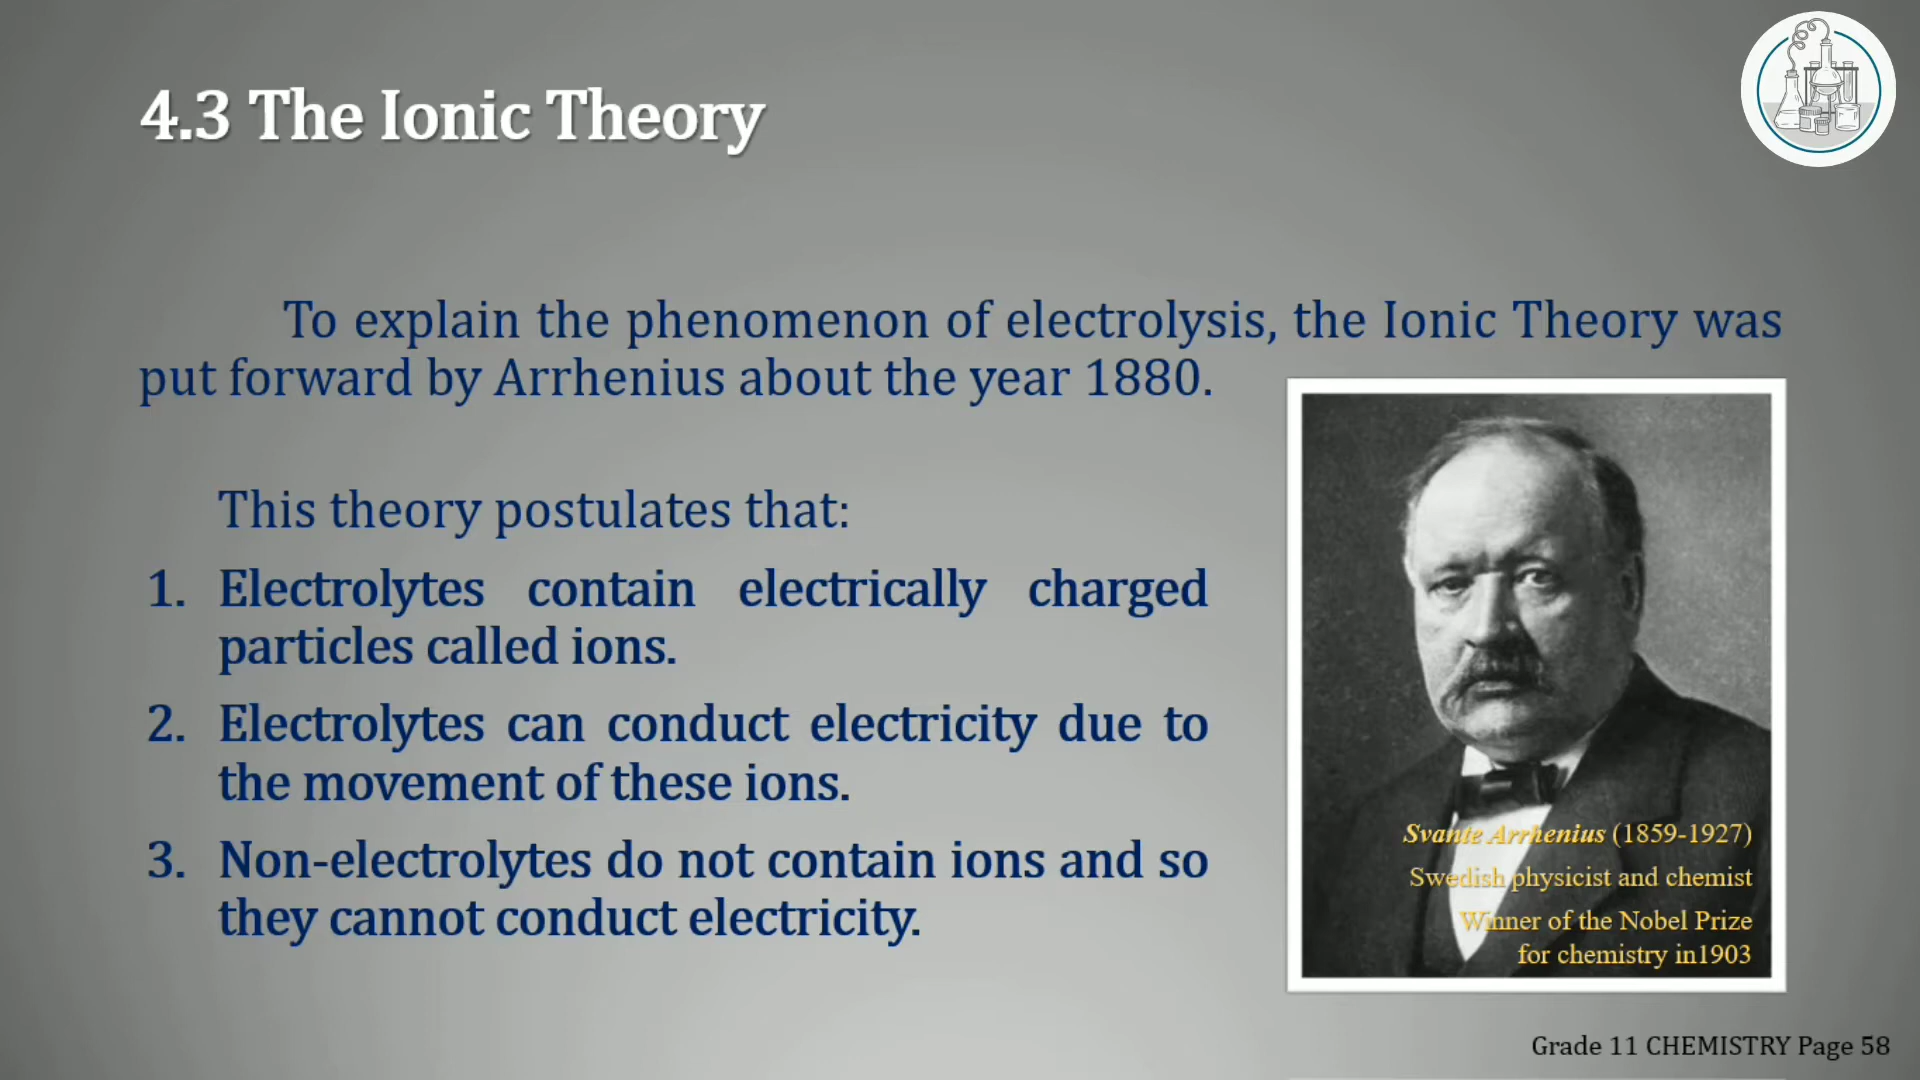 4.3 The Ionic Theory
To explain the phenomenon of electrolysis, the Ionic Theory was
put forward by Arrhenius about the year 1880.
This theory postulates that:
1. Electrolytes contain electrically charged
particles called ions.
2. Electrolytes can conduct electricity due to
the movement of these ions.
3. Non-electrolytes do not contain ions and so
they cannot conduct electricity.
Svante Arrhenius (1859-1927)
Swedish physicist and chemist
Winner of the Nobel Prize
for chemistry in1903
Grade 11 CHEMISTRY Page 58